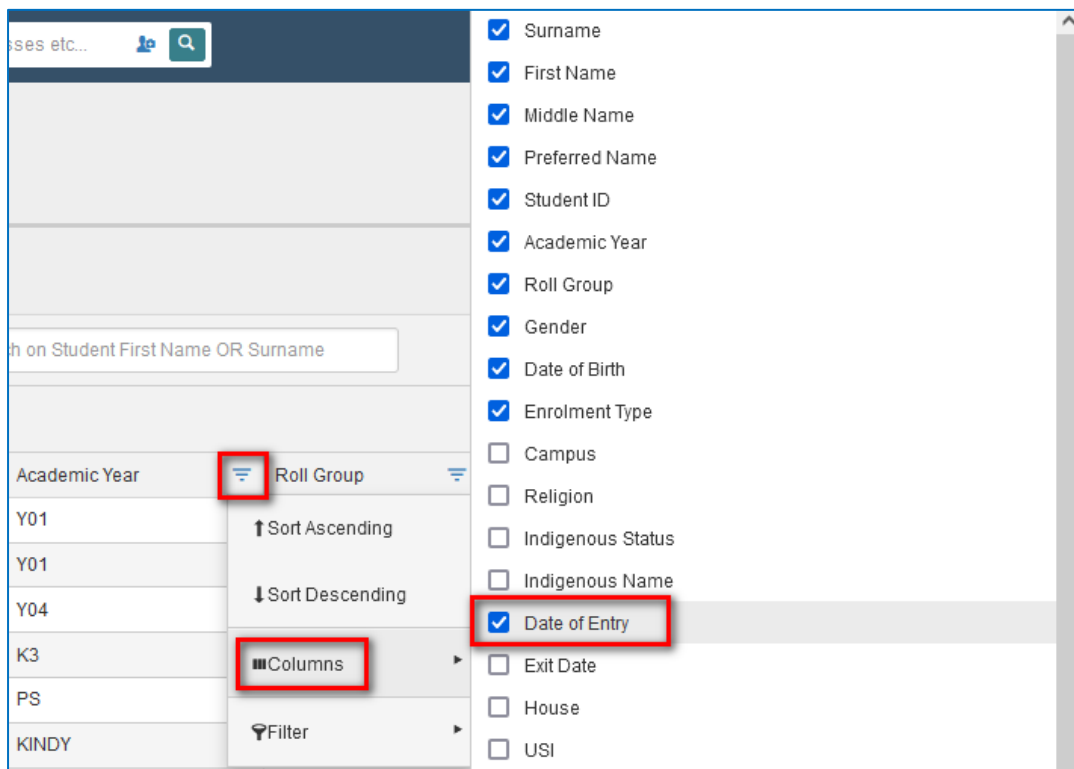 sses etc...
ch on Student First Name OR Surname
Academic Year
Roll Group
Y01
Y01
Y04
K3
PS
KINDY
Sort Ascending
Sort Descending
Columns
Filter
Surname
First Name
Middle Name
Preferred Name
Student ID
Academic Year
Roll Group
Gender
Date of Birth
Enrolment Type
Campus
Religion
Indigenous Status
Indigenous Name
Date of Entry
Exit Date
House
USI